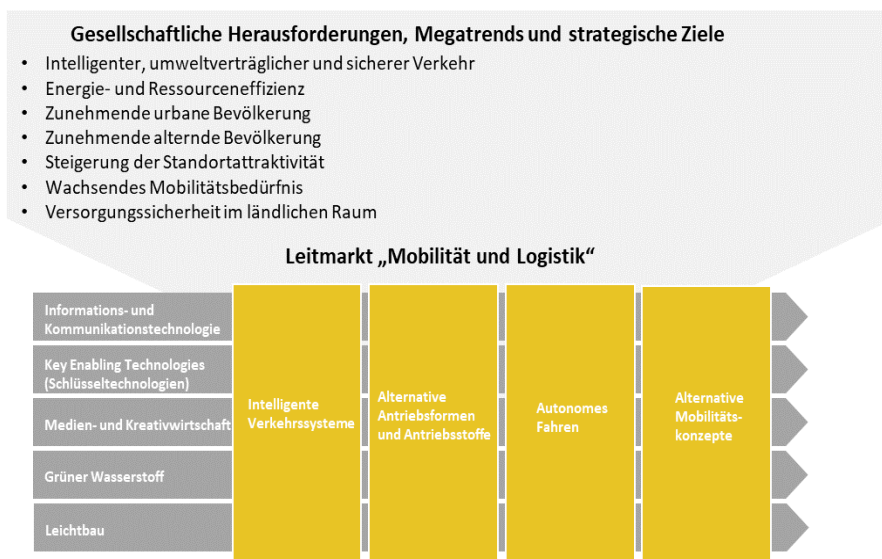 Gesellschaftliche Herausforderungen, Megatrends und strategische Ziele
• Intelligenter, umweltverträglicher und sicherer Verkehr
• Energie- und Ressourceneffizienz
• Zunehmende urbane Bevölkerung
• Zunehmende alternde Bevölkerung
• Steigerung der Standortattraktivität
• Wachsendes Mobilitätsbedürfnis
• Versorgungssicherheit im ländlichen Raum
Leitmarkt „Mobilität und Logistik“
Informations- und
Kommunikationstechnologie
Key Enabling Technologies
(Schlüsseltechnologien)
Medien- und Kreativwirtschaft
Grüner Wasserstoff
Leichtbau
Intelligente
Verkehrssysteme
Alternative
Antriebsformen
und Antriebsstoffe
Autonomes
Fahren
Alternative
Mobilitäts-
konzepte